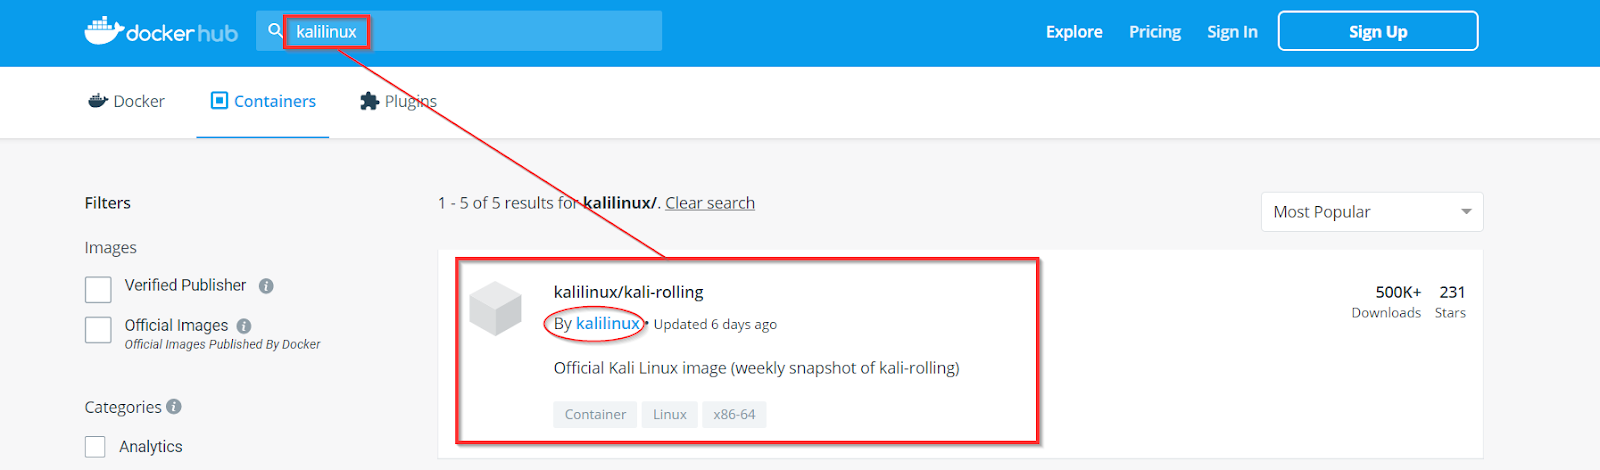 docker hub
kalilinux
Explore
Pricing
Sign In
Sign Up
Docker
Containers
Plugins
Filters
1 - 5 of 5 results for kalilinux/. Clear search
Most Popular
Images
Verified Publisher
Official Images
Official Images Published By Docker
Categories
Analytics
kalilinux/kali-rolling
By kalilinux • Updated 6 days ago
Official Kali Linux image (weekly snapshot of kali-rolling)
Container
Linux
x86-64
500K+
Downloads
231
Stars